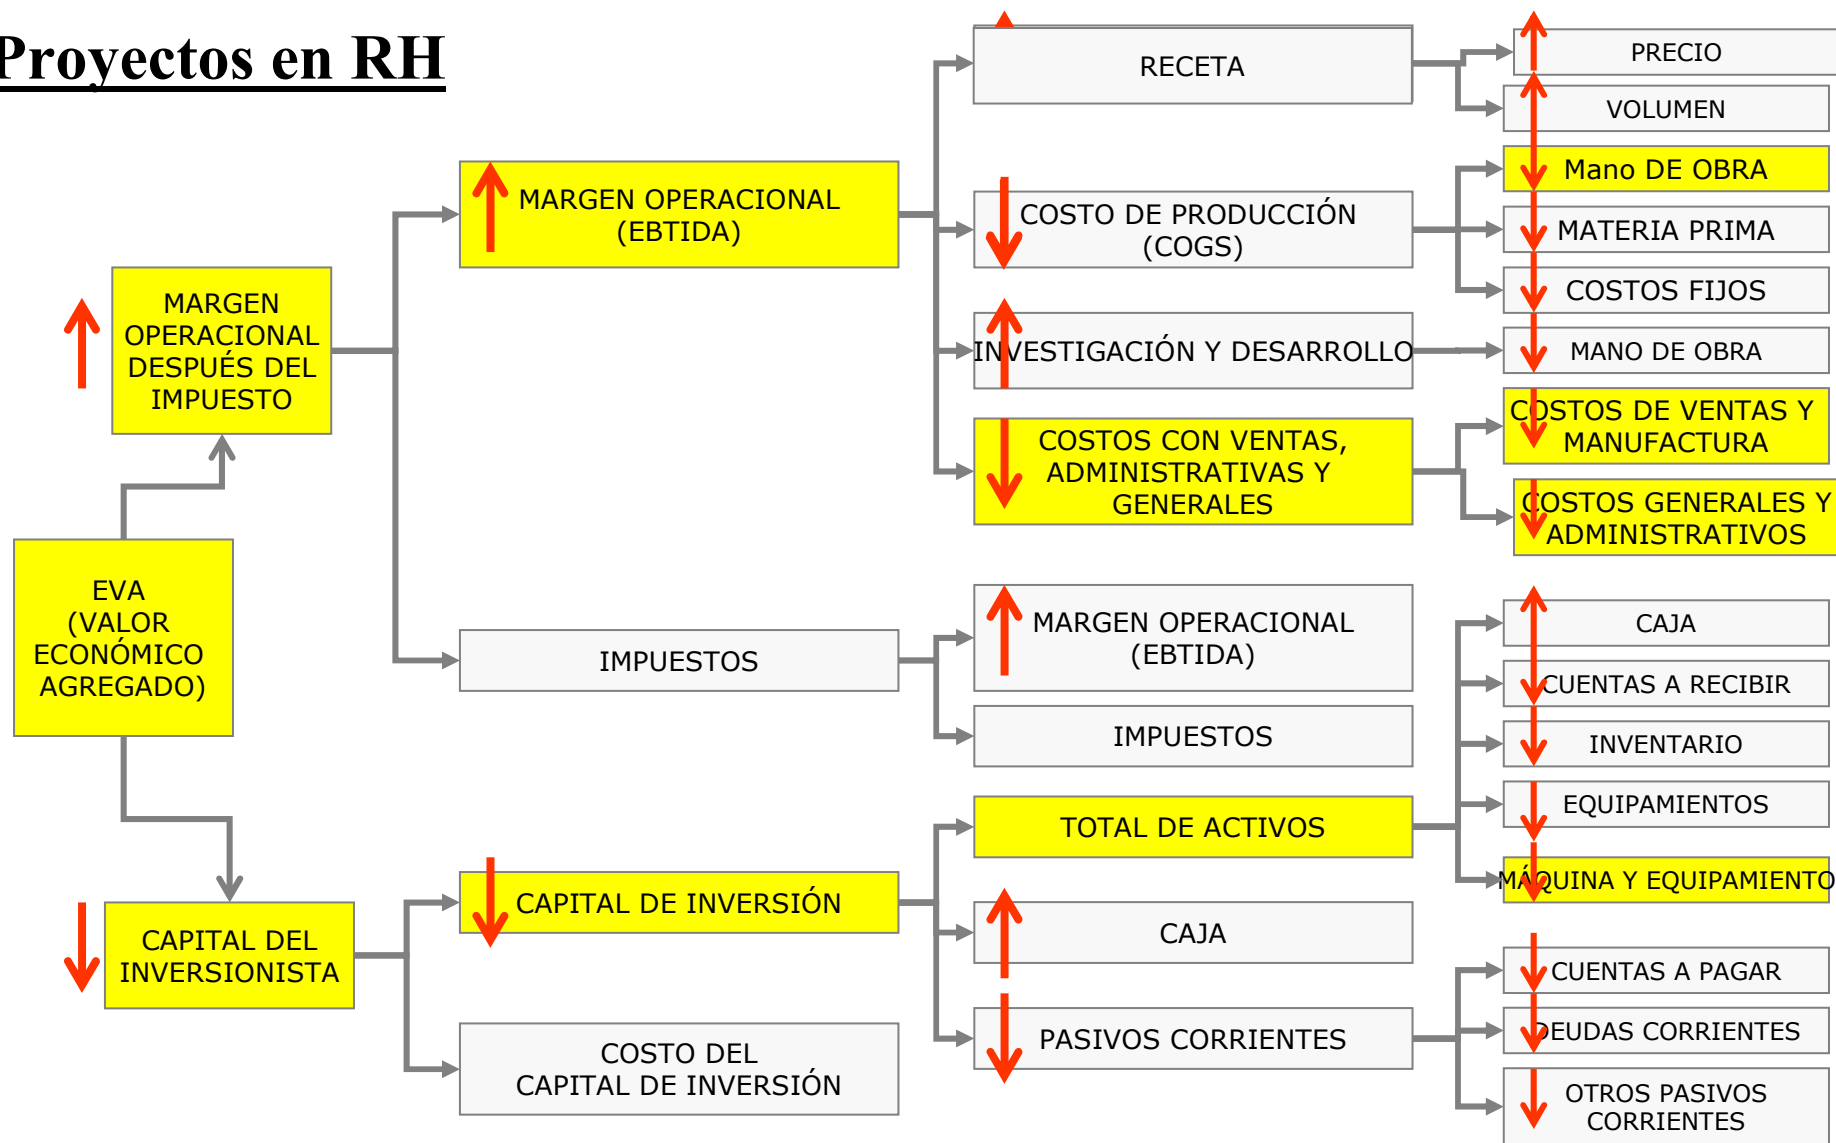 Proyectos en RH
RECETA
PRECIO
VOLUMEN
Mano DE OBRA
MARGEN OPERACIONAL
(EBTIDA)
COSTO DE PRODUCCIÓN
(COGS)
MATERIA PRIMA
COSTOS FIJOS
MARGEN
OPERACIONAL
DESPUÉS DEL
IMPUESTO
INVESTIGACIÓN Y DESARROLLO
MANO DE OBRA
COSTOS CON VENTAS,
ADMINISTRATIVAS Y
GENERALES
COSTOS DE VENTAS Y
MANUFACTURA
COSTOS GENERALES Y
ADMINISTRATIVOS
EVA
(VALOR
ECONÓMICO
AGREGADO)
IMPUESTOS
MARGEN OPERACIONAL
(EBTIDA)
IMPUESTOS
CAJA
CUENTAS A RECIBIR
INVENTARIO
EQUIPAMIENTOS
MÁQUINA Y EQUIPAMIENTO
TOTAL DE ACTIVOS
CAPITAL DE INVERSIÓN
CAJA
CAPITAL DEL
INVERSIONISTA
PASIVOS CORRIENTES
CUENTAS A PAGAR
DEUDAS CORRIENTES
OTROS PASIVOS
CORRIENTES
COSTO DEL
CAPITAL DE INVERSIÓN